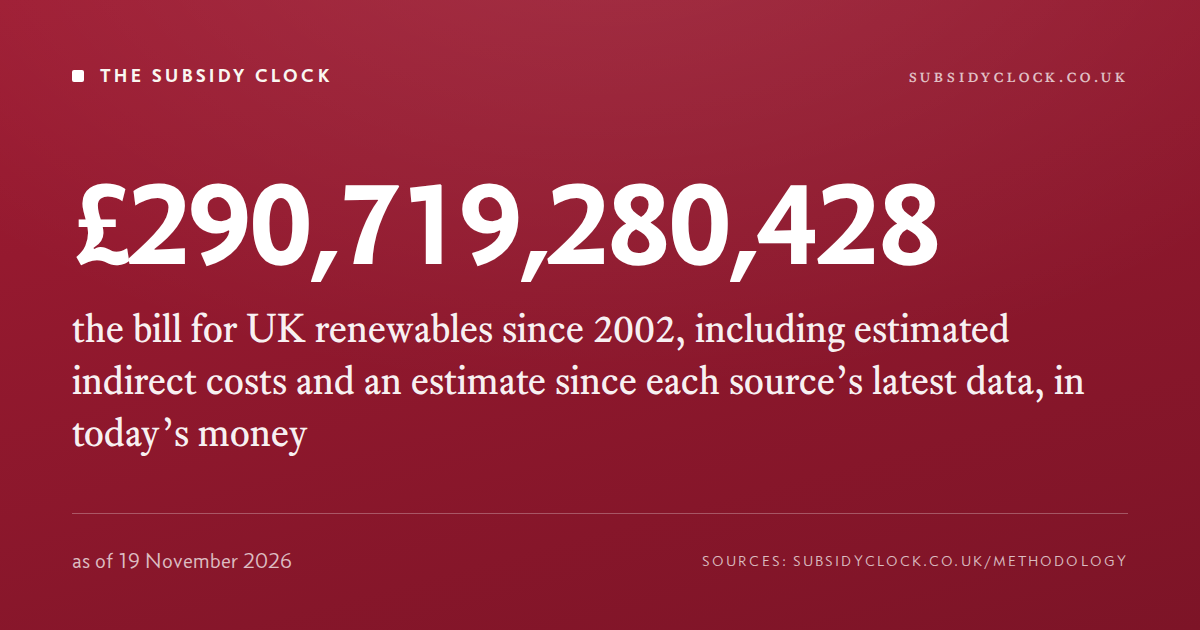 THE SUBSIDY CLOCK
SUBSIDYCLOCK.CO.UK
£290,719,280,428
the bill for UK renewables since 2002, including estimated
indirect costs and an estimate since each source’s latest data, in
today’s money
as of 19 November 2026
SOURCES: SUBSIDYCLOCK.CO.UK/METHODOLOGY